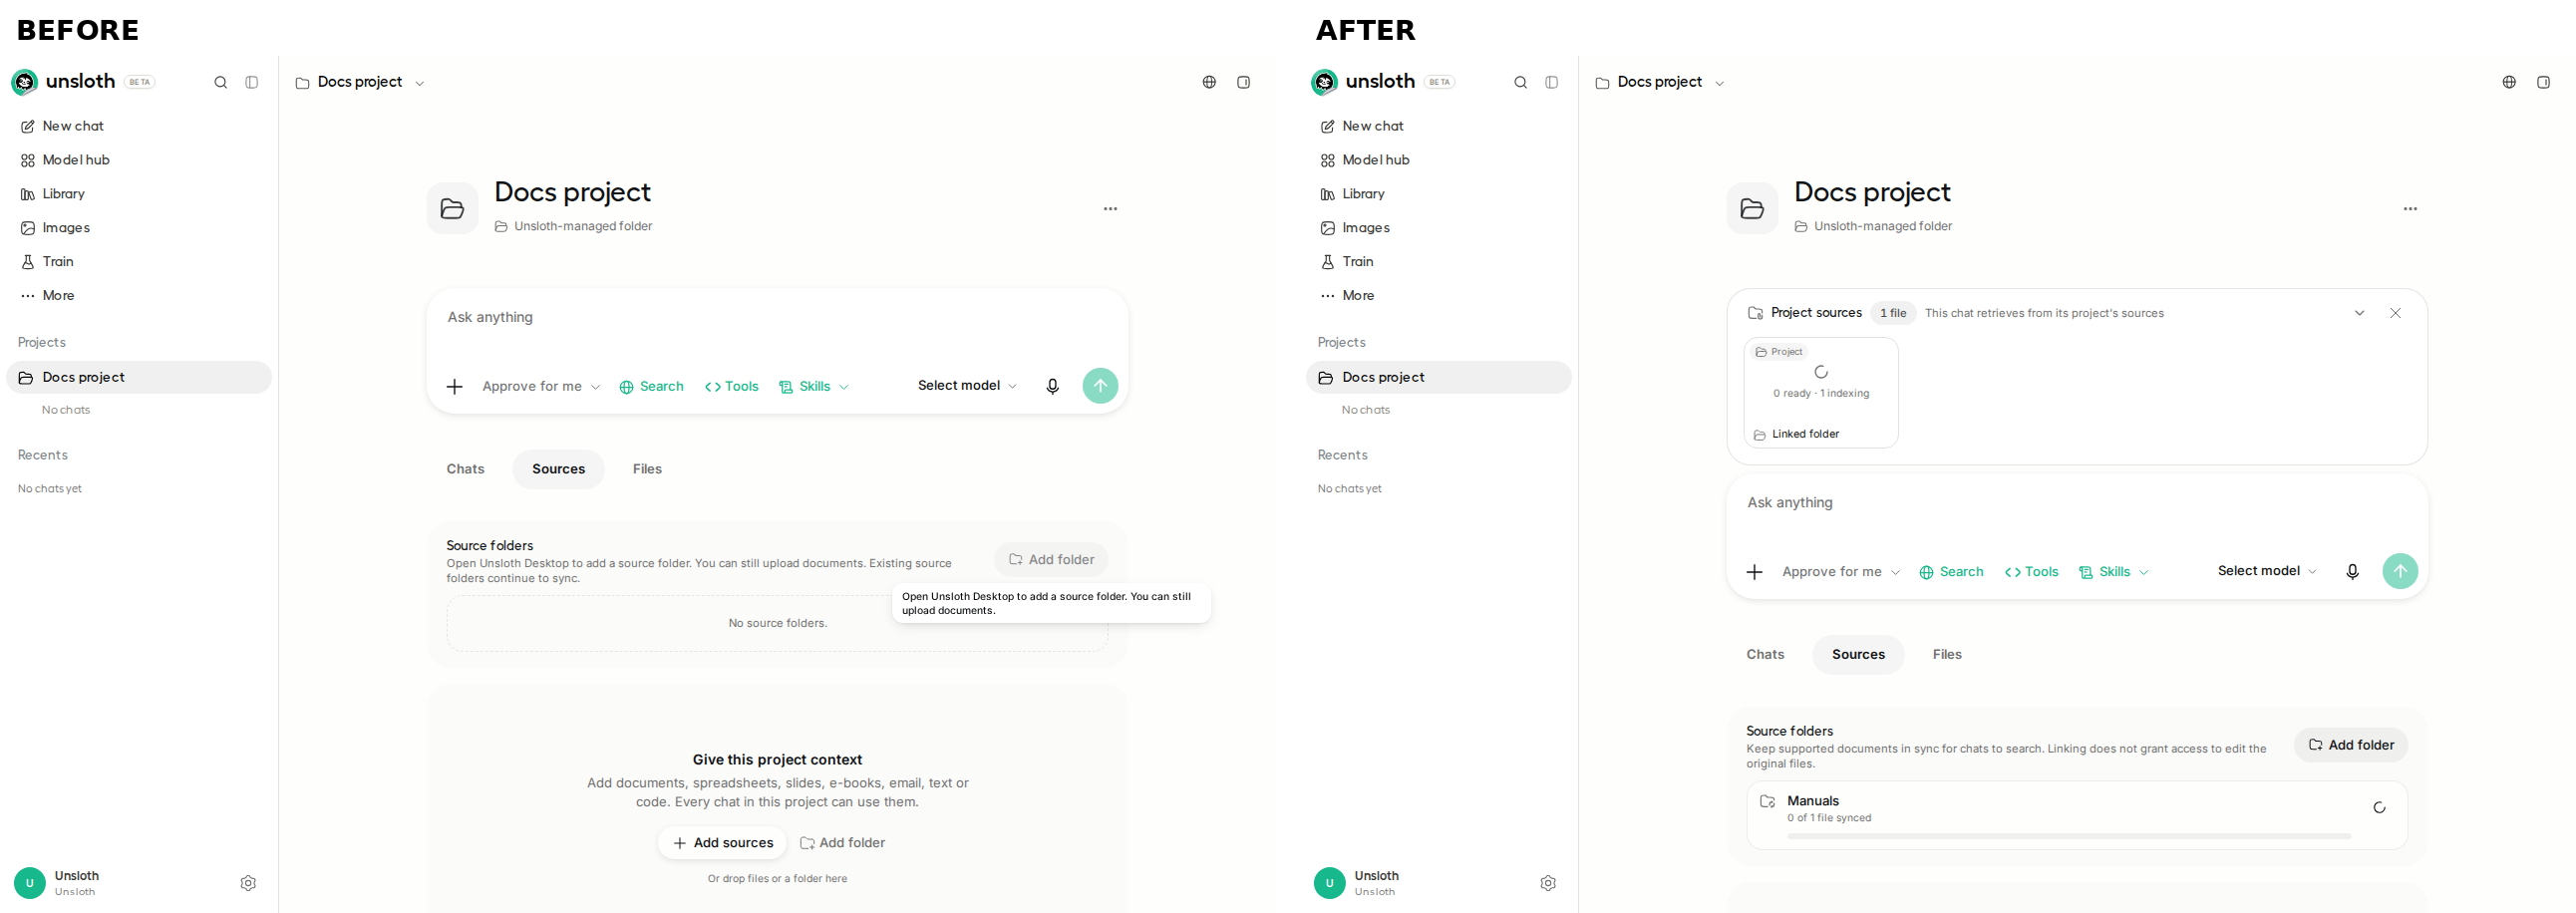 BEFORE
unsloth BETA
New chat
Model hub
Library
Images
Train
More
Projects
Docs project
No chats
Recents
No chats yet
U
Unsloth
Unsloth
Docs project
Docs project
Unsloth-managed folder
Ask anything
Approve for me
Search
Tools
Skills
Select model
Chats
Sources
Files
Source folders
Open Unsloth Desktop to add a source folder. You can still upload documents. Existing source
folders continue to sync.
Add folder
Open Unsloth Desktop to add a source folder. You can still
upload documents.
No source folders.
Give this project context
Add documents, spreadsheets, slides, e-books, email, text or
code. Every chat in this project can use them.
Add sources
Add folder
Or drop files or a folder here
AFTER
unsloth BETA
New chat
Model hub
Library
Images
Train
More
Projects
Docs project
No chats
Recents
No chats yet
U
Unsloth
Unsloth
Docs project
Docs project
Unsloth-managed folder
Project sources
1 file
This chat retrieves from its project's sources
Project
0 ready · 1 indexing
Linked folder
Ask anything
Approve for me
Search
Tools
Skills
Select model
Chats
Sources
Files
Source folders
Keep supported documents in sync for chats to search. Linking does not grant access to edit the
original files.
Add folder
Manuals
0 of 1 file synced